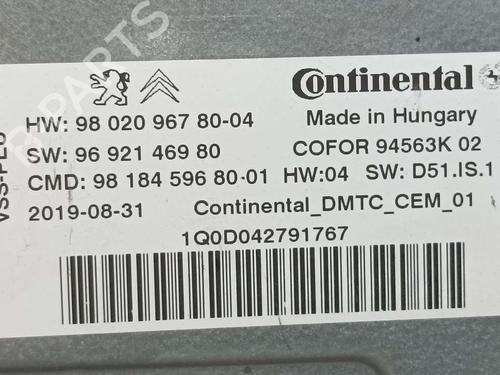 PARTS
Continental
HW: 98 020 967 80-04
Made in Hungary
SW: 96 921 469 80
COFOR 94563K 02
CMD: 98 184 596 80-01 HW:04 SW: D51.IS.1
2019-08-31 Continental_DMTC_CEM_01
1Q0D042791767